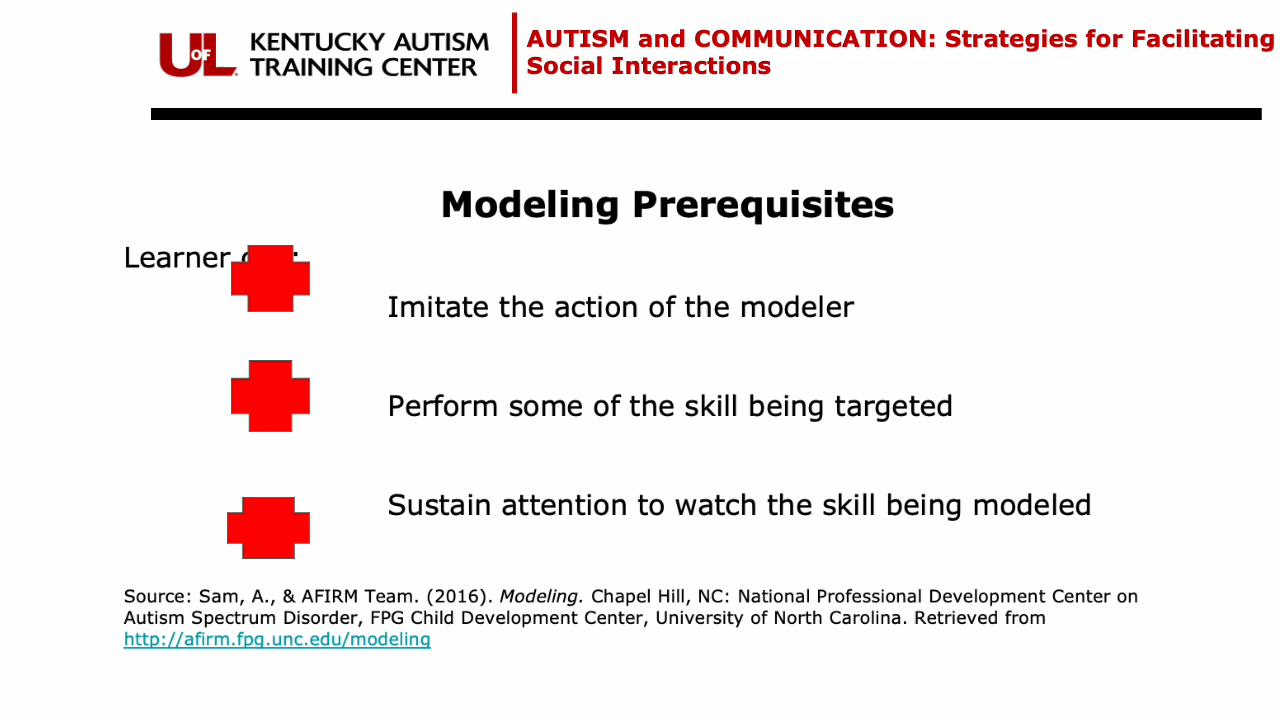 UofL KENTUCKY AUTISM
TRAINING CENTER
AUTISM and COMMUNICATION: Strategies for Facilitating
Social Interactions
Modeling Prerequisites
Learner
Imitate the action of the modeler
Perform some of the skill being targeted
Sustain attention to watch the skill being modeled
Source: Sam, A., & AFIRM Team. (2016). Modeling. Chapel Hill, NC: National Professional Development Center on
Autism Spectrum Disorder, FPG Child Development Center, University of North Carolina. Retrieved from
http://afirm.fpg.unc.edu/modeling